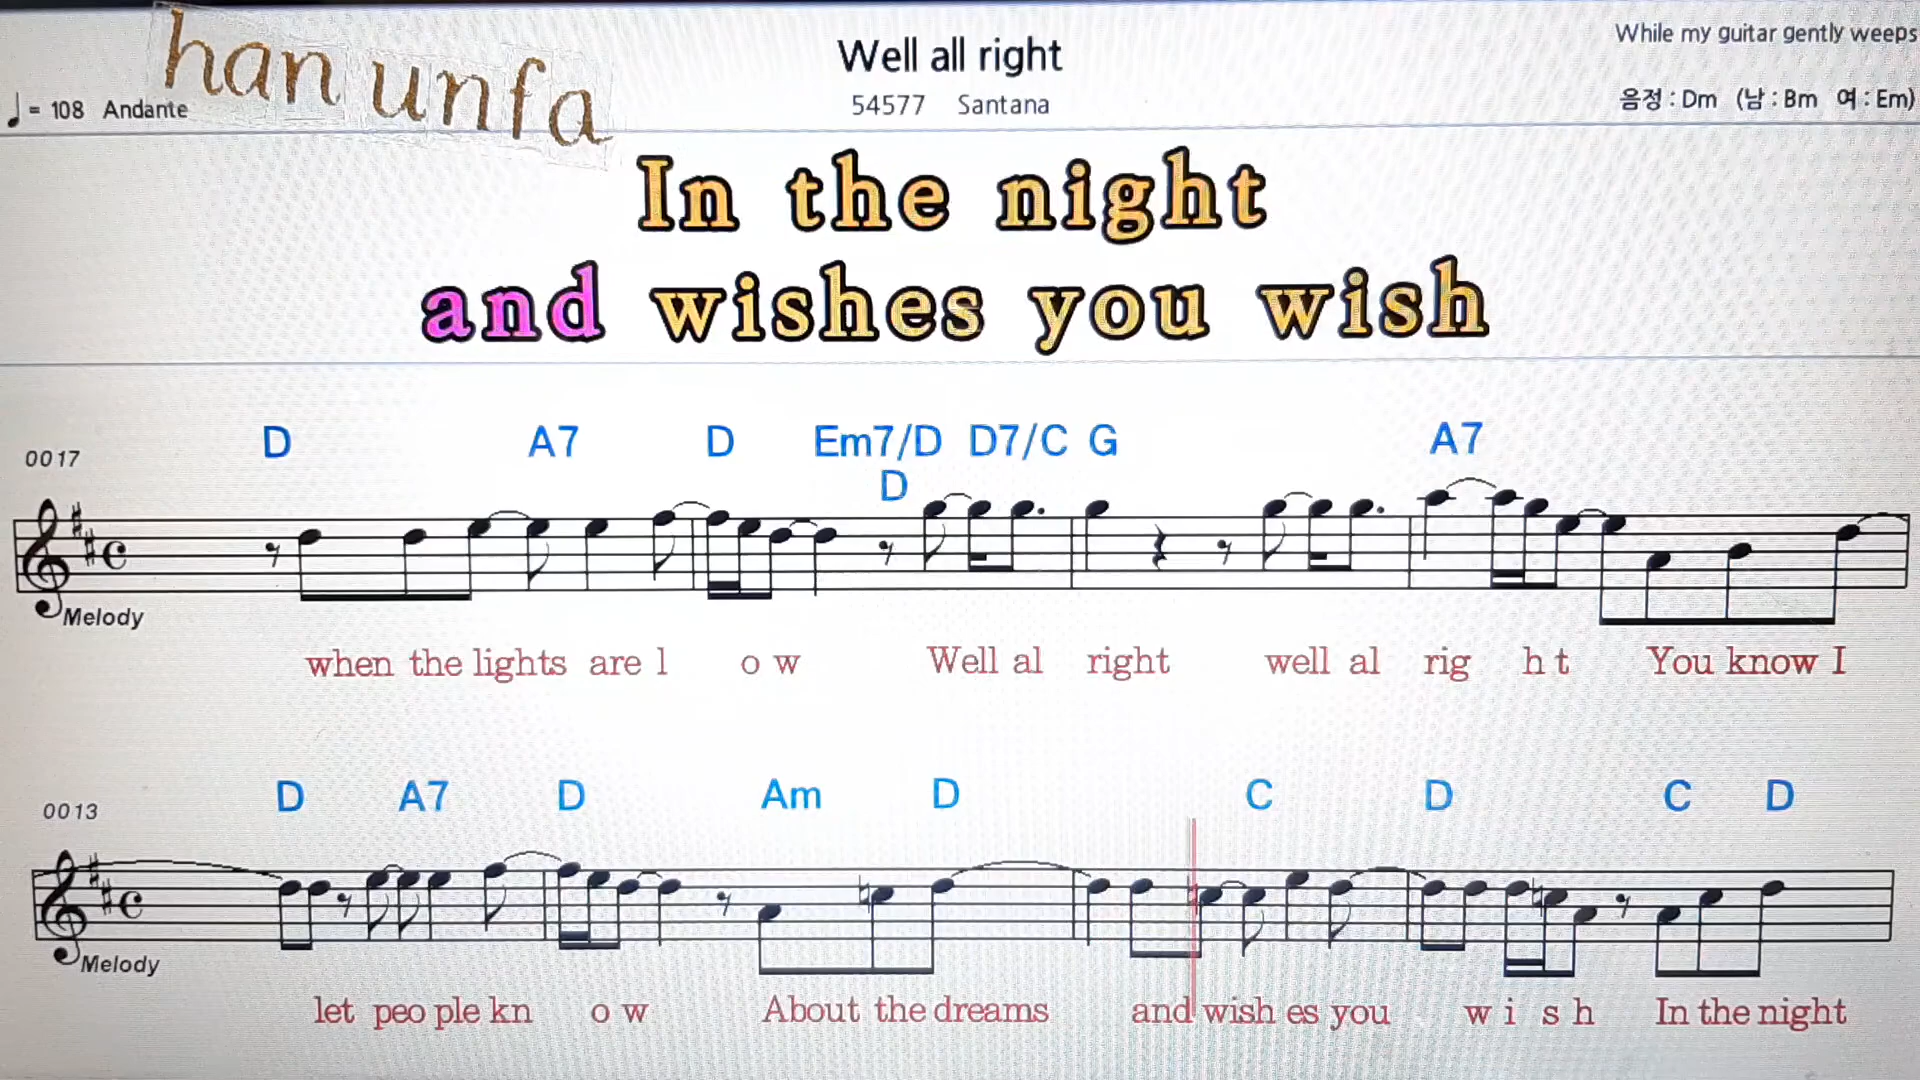 han unfa
Well all right
While my guitar gently weeps
= 108 Andante
54577 Santana
음정 : Dm (남 : Bm 여 : Em)
In the night
and wishes you wish
0017
D A7 D Em7/D D7/C G A7
D
Melody
when the lights are l o w Well al right well al rig h t You know I
0013
D A7 D Am D C D C D
Melody
let peo ple kn o w About the dreams and wish es you w i s h In the night